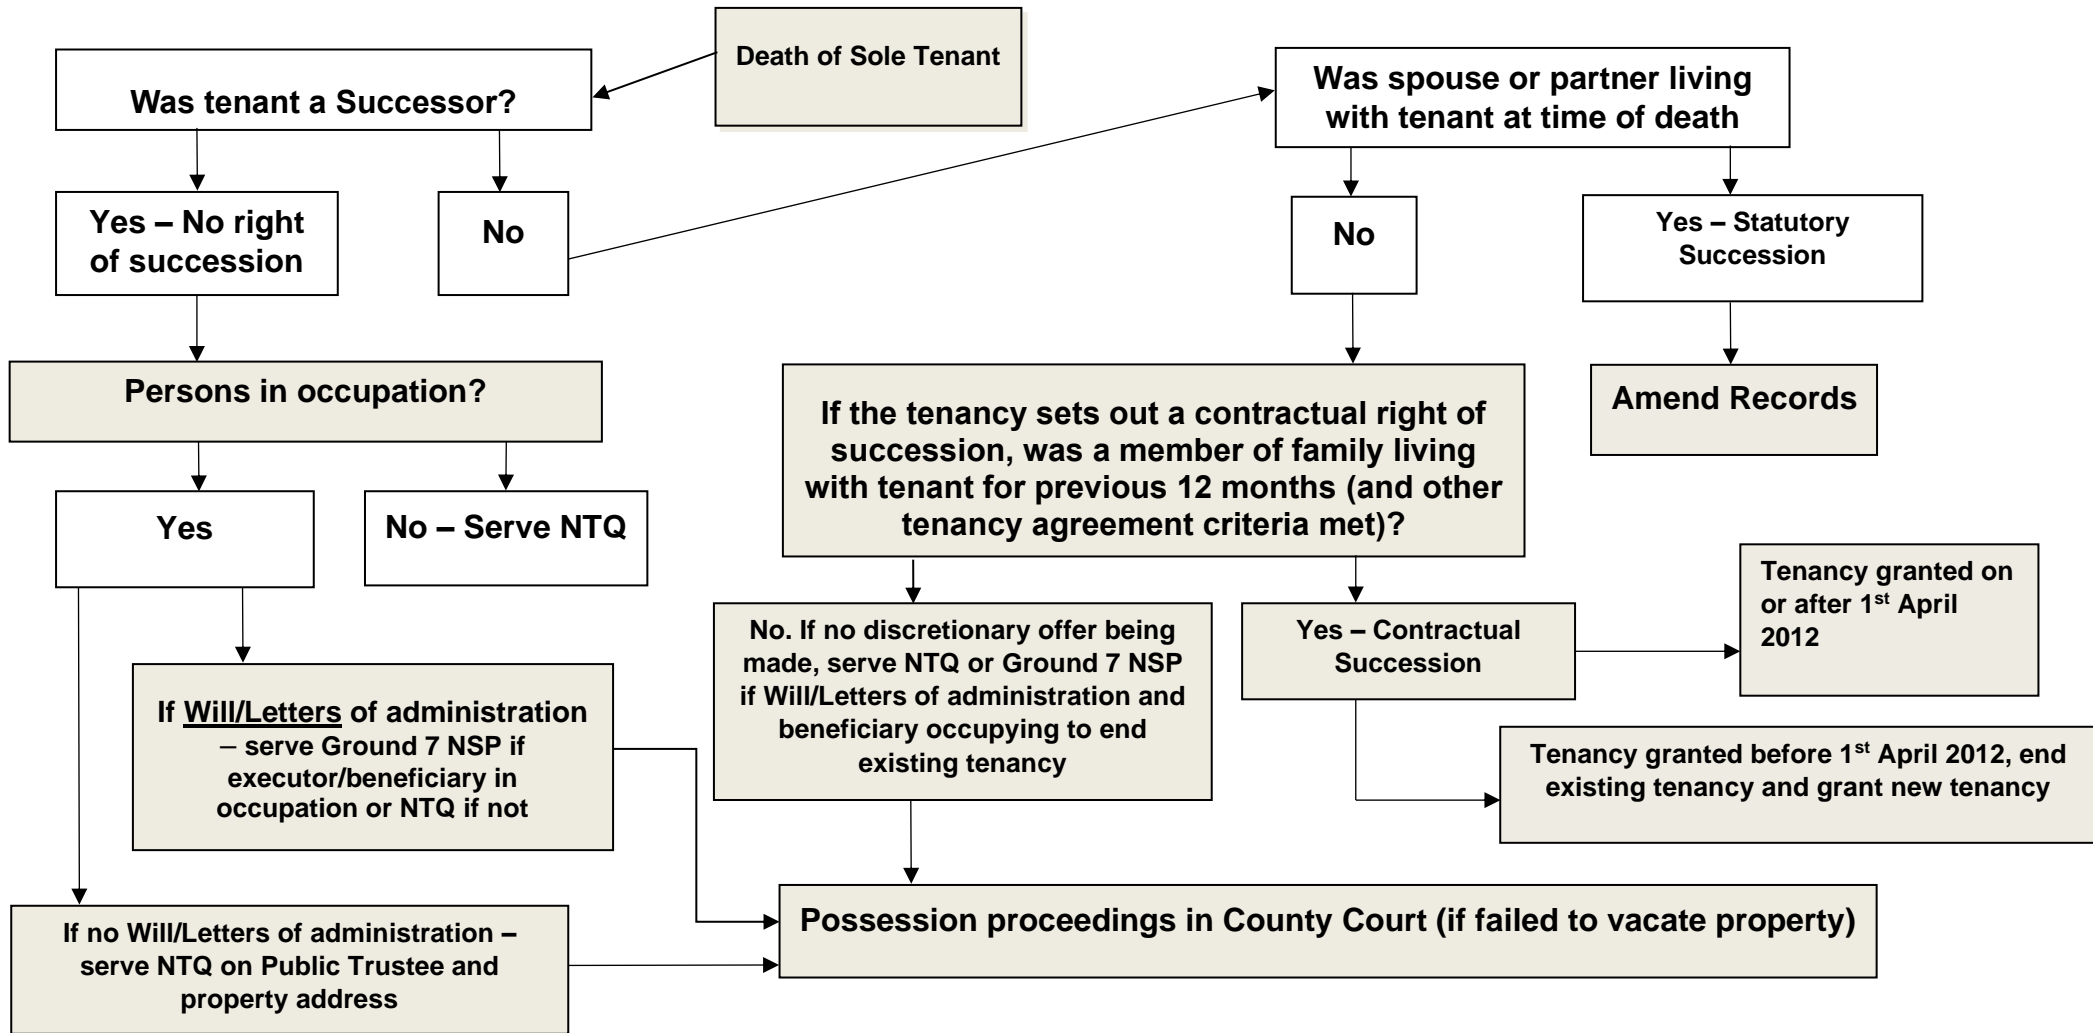 Death of Sole Tenant
Was tenant a Successor?
Was spouse or partner living
with tenant at time of death
Yes – No right
of succession
No
No
Yes – Statutory
Succession
Persons in occupation?
Amend Records
If the tenancy sets out a contractual right of
succession, was a member of family living
with tenant for previous 12 months (and other
tenancy agreement criteria met)?
Yes
No – Serve NTQ
Tenancy granted on
or after 1st April
2012
No. If no discretionary offer being
made, serve NTQ or Ground 7 NSP
if Will/Letters of administration and
beneficiary occupying to end
existing tenancy
Yes – Contractual
Succession
If Will/Letters of administration
– serve Ground 7 NSP if
executor/beneficiary in
occupation or NTQ if not
Tenancy granted before 1st April 2012, end
existing tenancy and grant new tenancy
Possession proceedings in County Court (if failed to vacate property)
If no Will/Letters of administration –
serve NTQ on Public Trustee and
property address